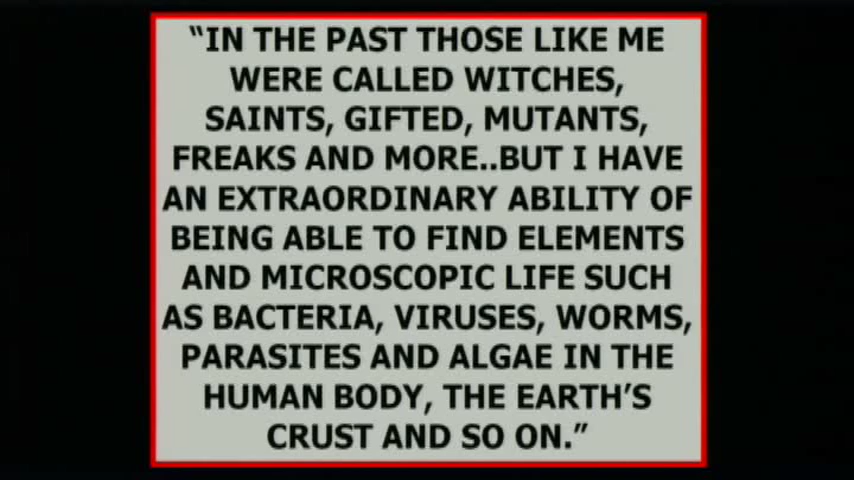 “IN THE PAST THOSE LIKE ME
WERE CALLED WITCHES,
SAINTS, GIFTED, MUTANTS,
FREAKS AND MORE..BUT I HAVE
AN EXTRAORDINARY ABILITY OF
BEING ABLE TO FIND ELEMENTS
AND MICROSCOPIC LIFE SUCH
AS BACTERIA, VIRUSES, WORMS,
PARASITES AND ALGAE IN THE
HUMAN BODY, THE EARTH’S
CRUST AND SO ON.”